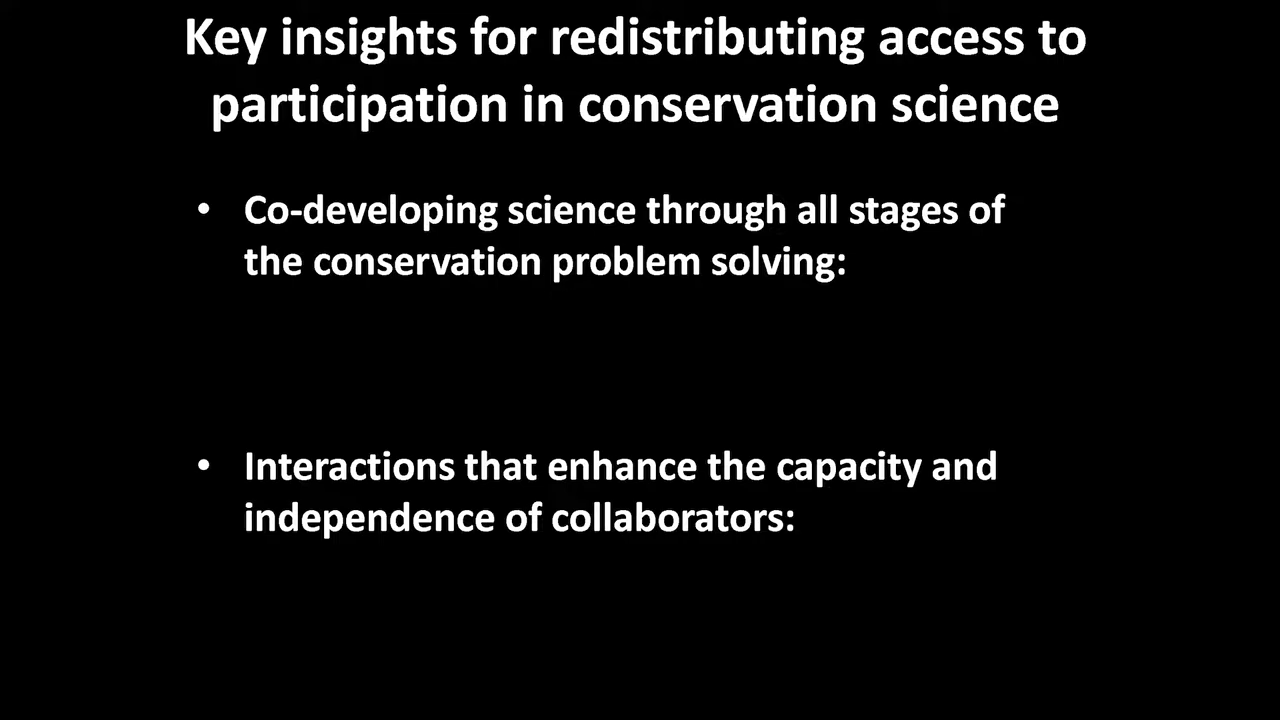 Key insights for redistributing access to
participation in conservation science
• Co-developing science through all stages of
the conservation problem solving:
• Interactions that enhance the capacity and
independence of collaborators: